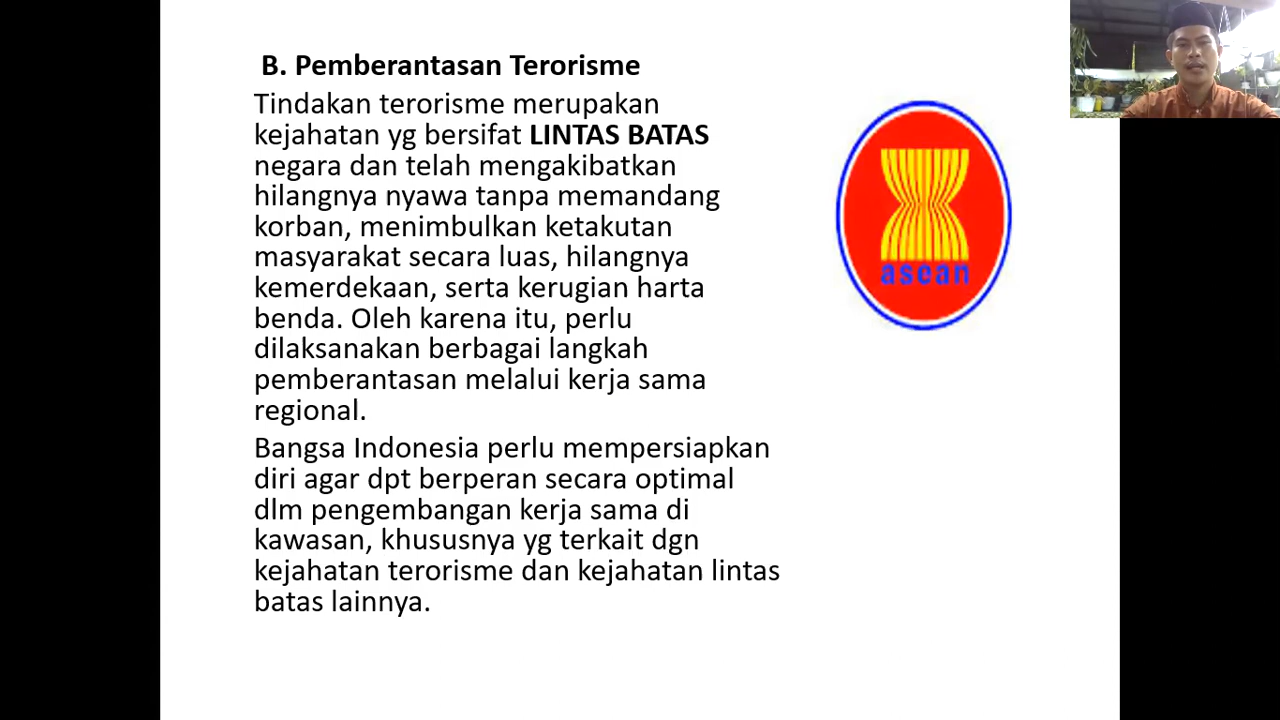 B. Pemberantasan Terorisme
Tindakan terorisme merupakan
kejahatan yg bersifat LINTAS BATAS
negara dan telah mengakibatkan
hilangnya nyawa tanpa memandang
korban, menimbulkan ketakutan
masyarakat secara luas, hilangnya
kemerdekaan, serta kerugian harta
benda. Oleh karena itu, perlu
dilaksanakan berbagai langkah
pemberantasan melalui kerja sama
regional.
Bangsa Indonesia perlu mempersiapkan
diri agar dpt berperan secara optimal
dlm pengembangan kerja sama di
kawasan, khususnya yg terkait dgn
kejahatan terorisme dan kejahatan lintas
batas lainnya.
asean